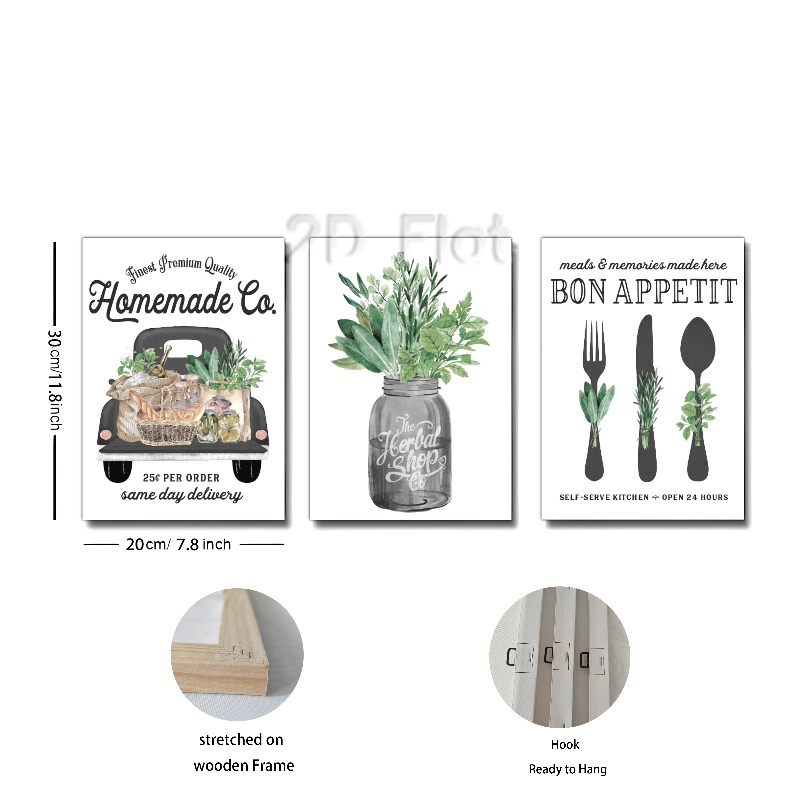 2D Flat
Finest Premium Quality
Homemade Co.
25¢ PER ORDER
same day delivery
The
Herbal
Shop
Co
meals & memories made here
BON APPETIT
SELF-SERVE KITCHEN OPEN 24 HOURS
30cm/11.8inch
20cm/ 7.8 inch
stretched on
wooden Frame
Hook
Ready to Hang